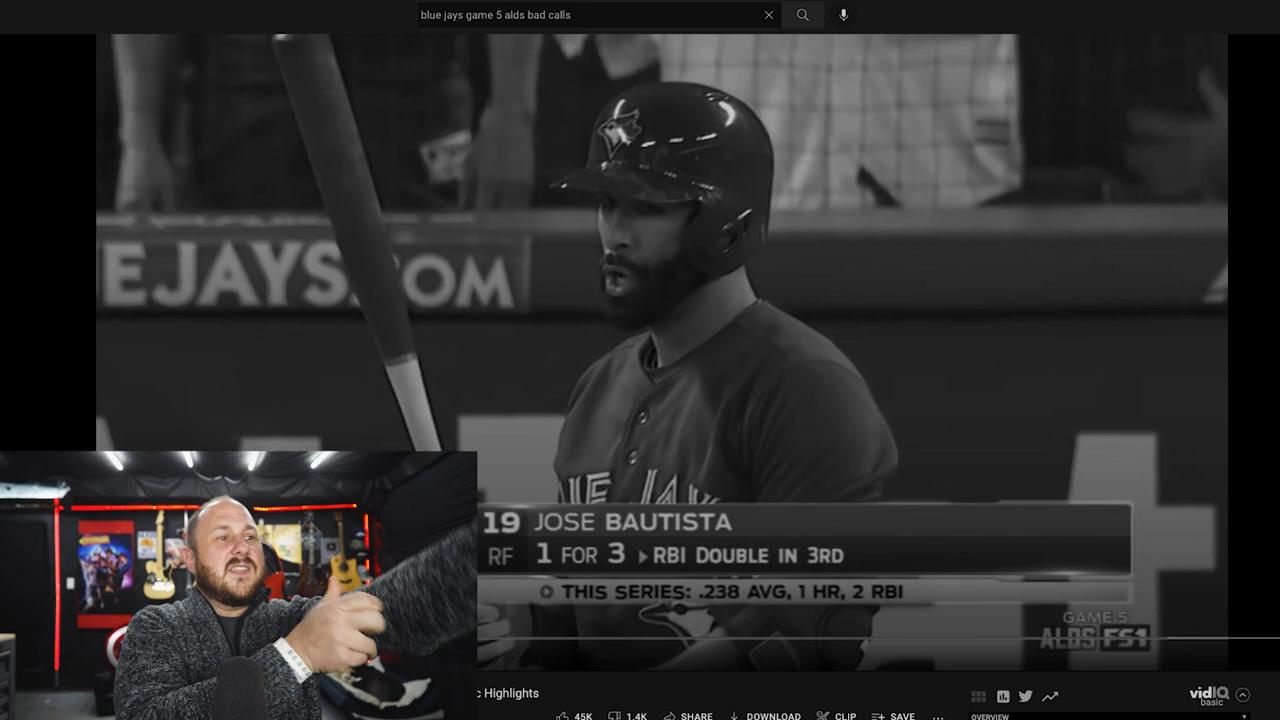 blue jays game 5 alds bad calls
EJAYS.COM
19 JOSE BAUTISTA
RF 1 FOR 3 RBI DOUBLE IN 3RD
THIS SERIES: .238 AVG, 1 HR, 2 RBI
GAME 5
ALDS FS1
c Highlights
vidIQ
basic
45K 1.4K SHARE DOWNLOAD CLIP SAVE ...
OVERVIEW